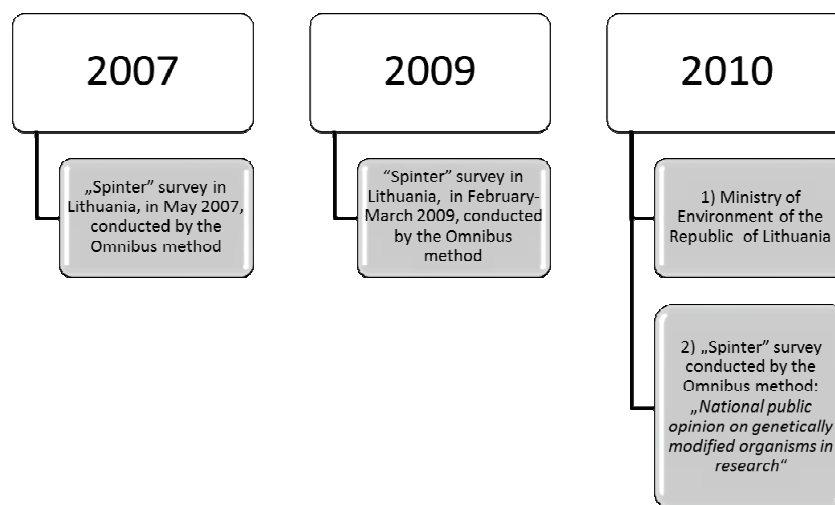 2007
„Spinter” survey in
Lithuania, in May 2007,
conducted by the
Omnibus method
2009
“Spinter” survey in
Lithuania, in February-
March 2009, conducted
by the Omnibus
method
2010
1) Ministry of
Environment of the
Republic of Lithuania
2) „Spinter” survey
conducted by the
Omnibus method:
„National public
opinion on genetically
modified organisms in
research“